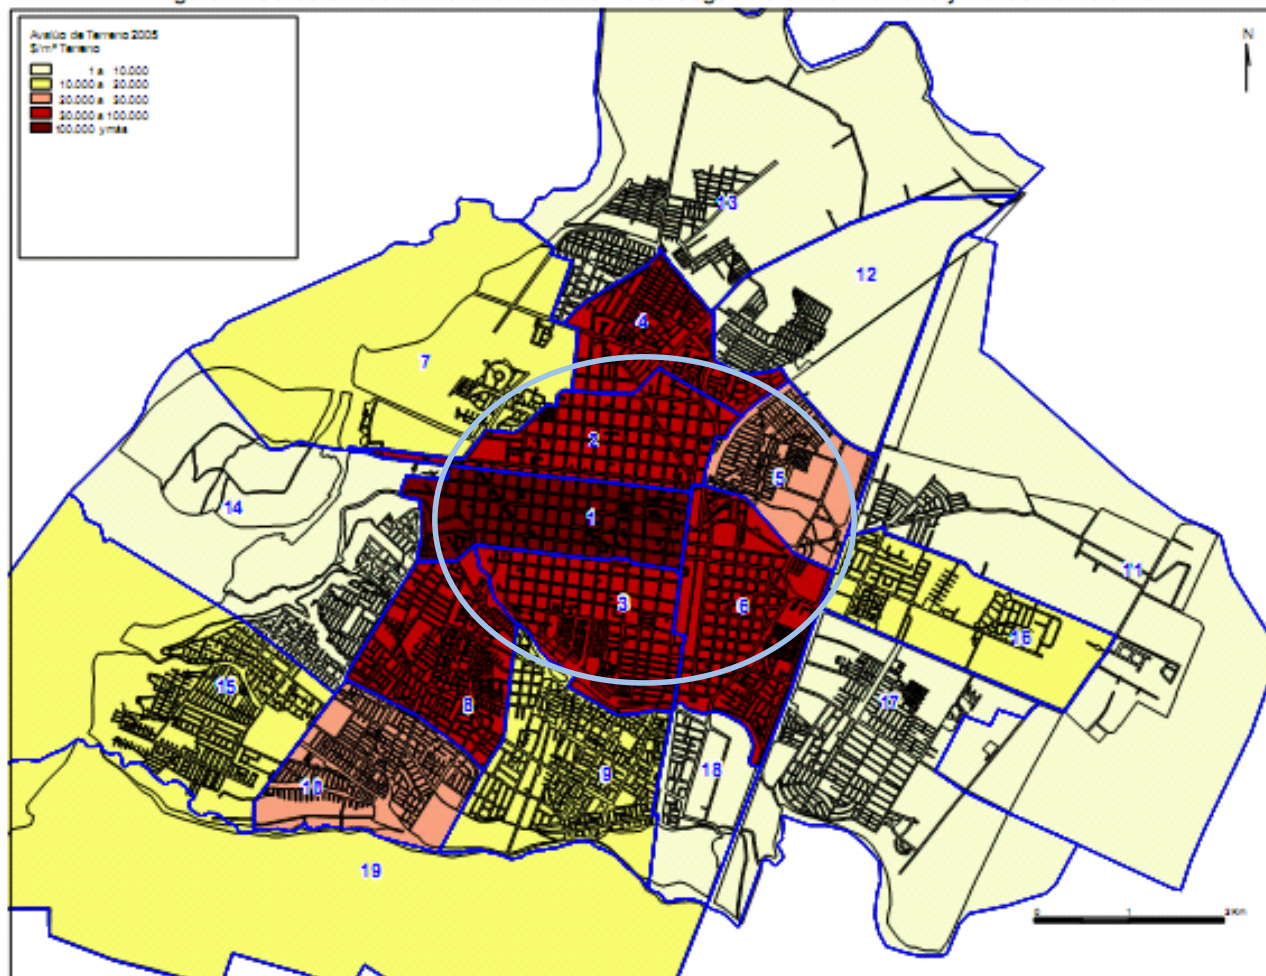 Avalúo de Terreno 2005
$/m² Terreno
1 a 10.000
10.000 a 20.000
20.000 a 30.000
30.000 a 100.000
100.000 y más
N
13
12
4
7
2
5
14
1
11
3
6
16
15
8
17
9
18
10
19
0 1 2 Km